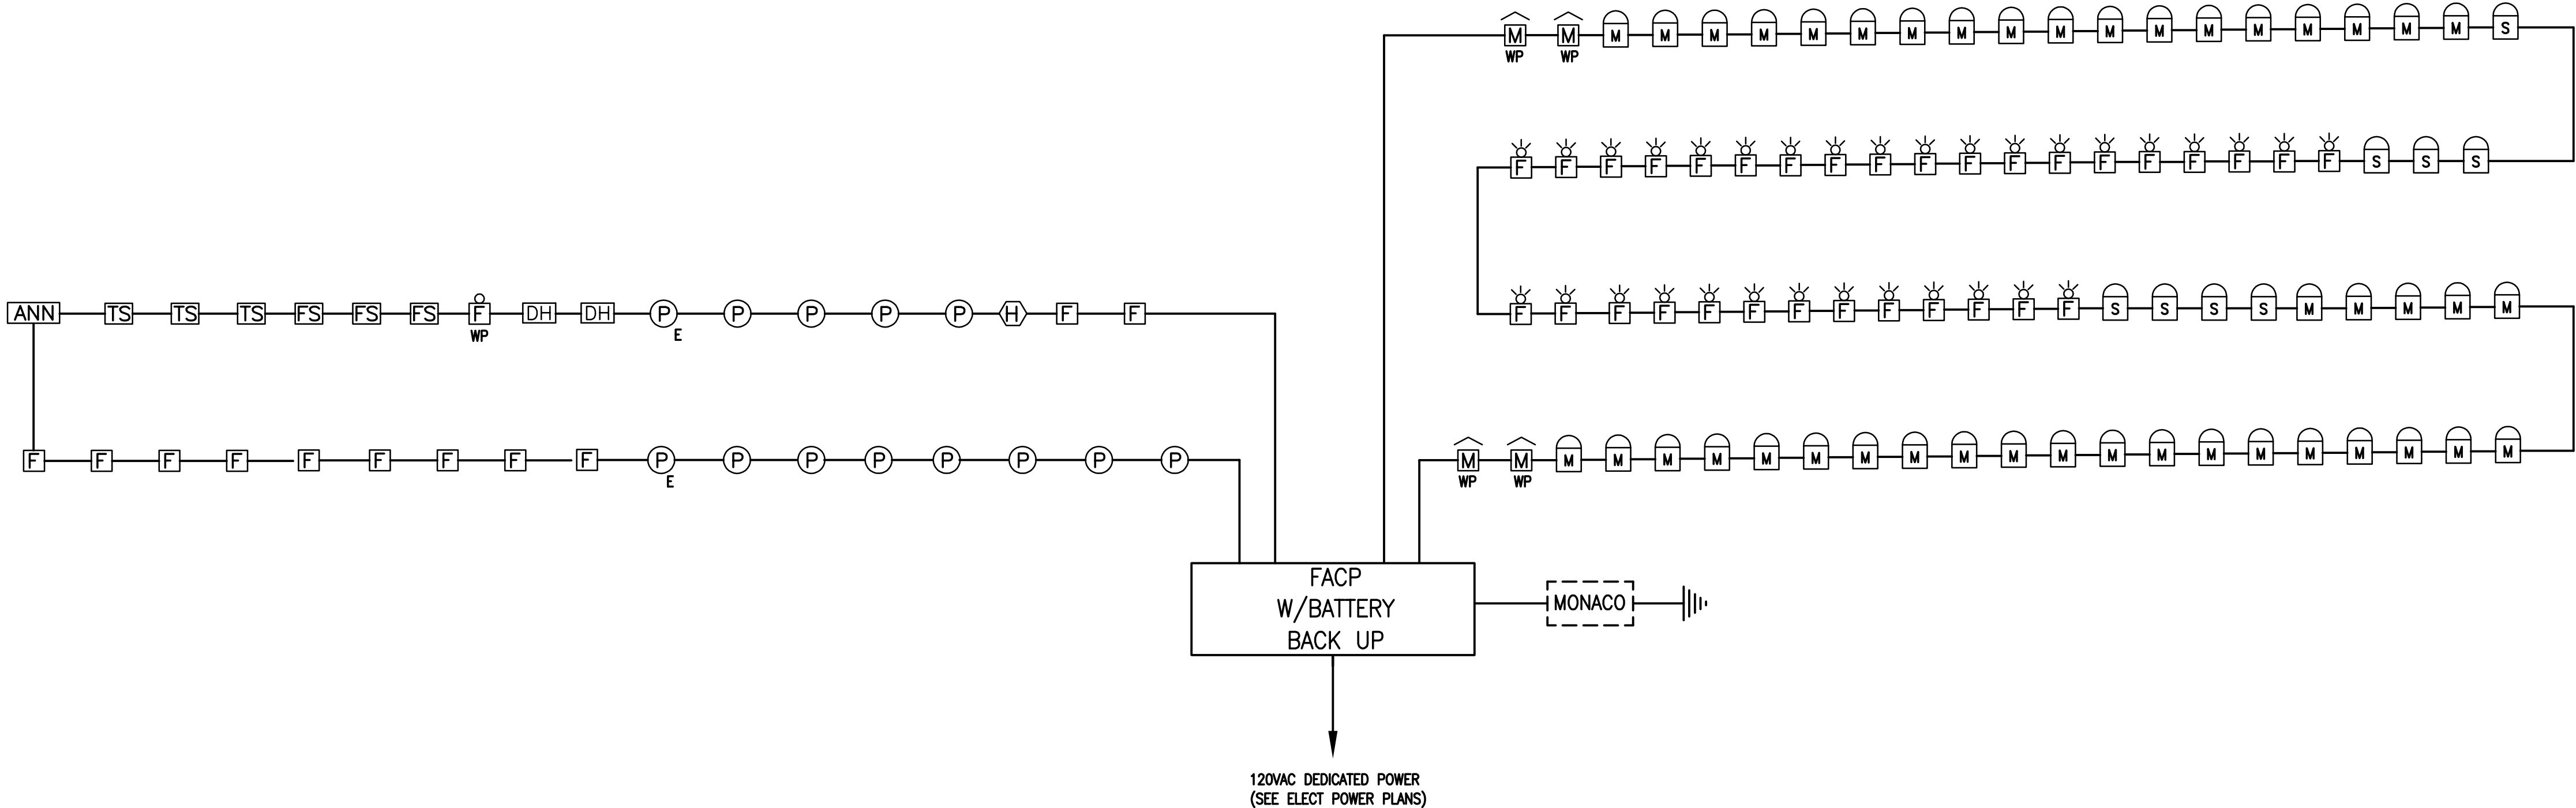 M M M M M M M M M M M M M M M M M M M M S
WP WP
F F F F F F F F F F F F F F F F F F F S S S
ANN TS TS TS FS FS FS F DH DH P P P P P H F F
WP E
F F F F F F F F F F F F F S S S S M M M M M
F F F F F F F F F P P P P P P P P
E
M M M M M M M M M M M M M M M M M M M M M M
WP WP
FACP
W/BATTERY
BACK UP
MONACO
120VAC DEDICATED POWER
(SEE ELECT POWER PLANS)